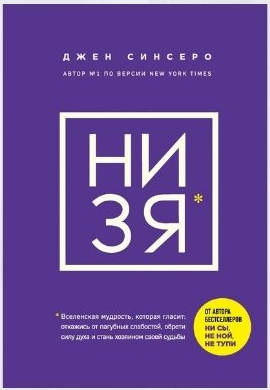 ДЖЕН СИНСЕРО
АВТОР №1 ПО ВЕРСИИ NEW YORK TIMES
НИ
ЗЯ*
* Вселенская мудрость, которая гласит:
откажись от пагубных слабостей, обрети
силу духа и стань хозяином своей судьбы
ОТ АВТОРА
БЕСТСЕЛЛЕРОВ
НИ СЫ,
НЕ НОЙ,
НЕ ТУПИ